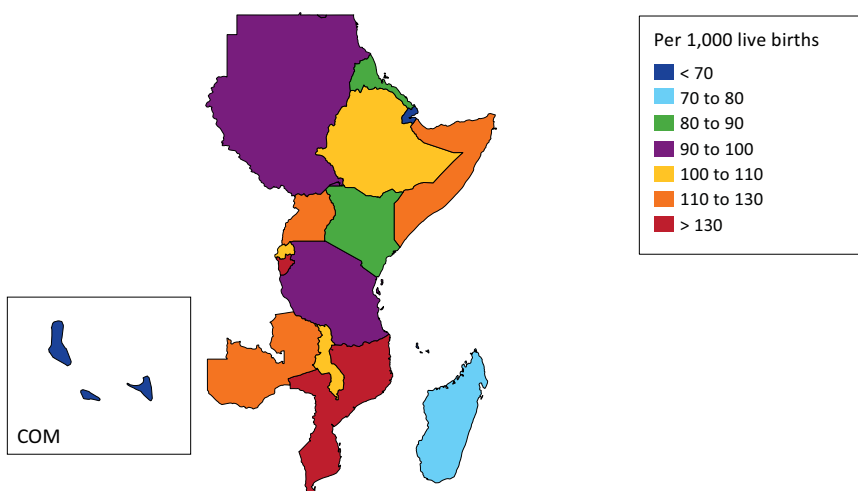 Per 1,000 live births
< 70
70 to 80
80 to 90
90 to 100
100 to 110
110 to 130
> 130
COM